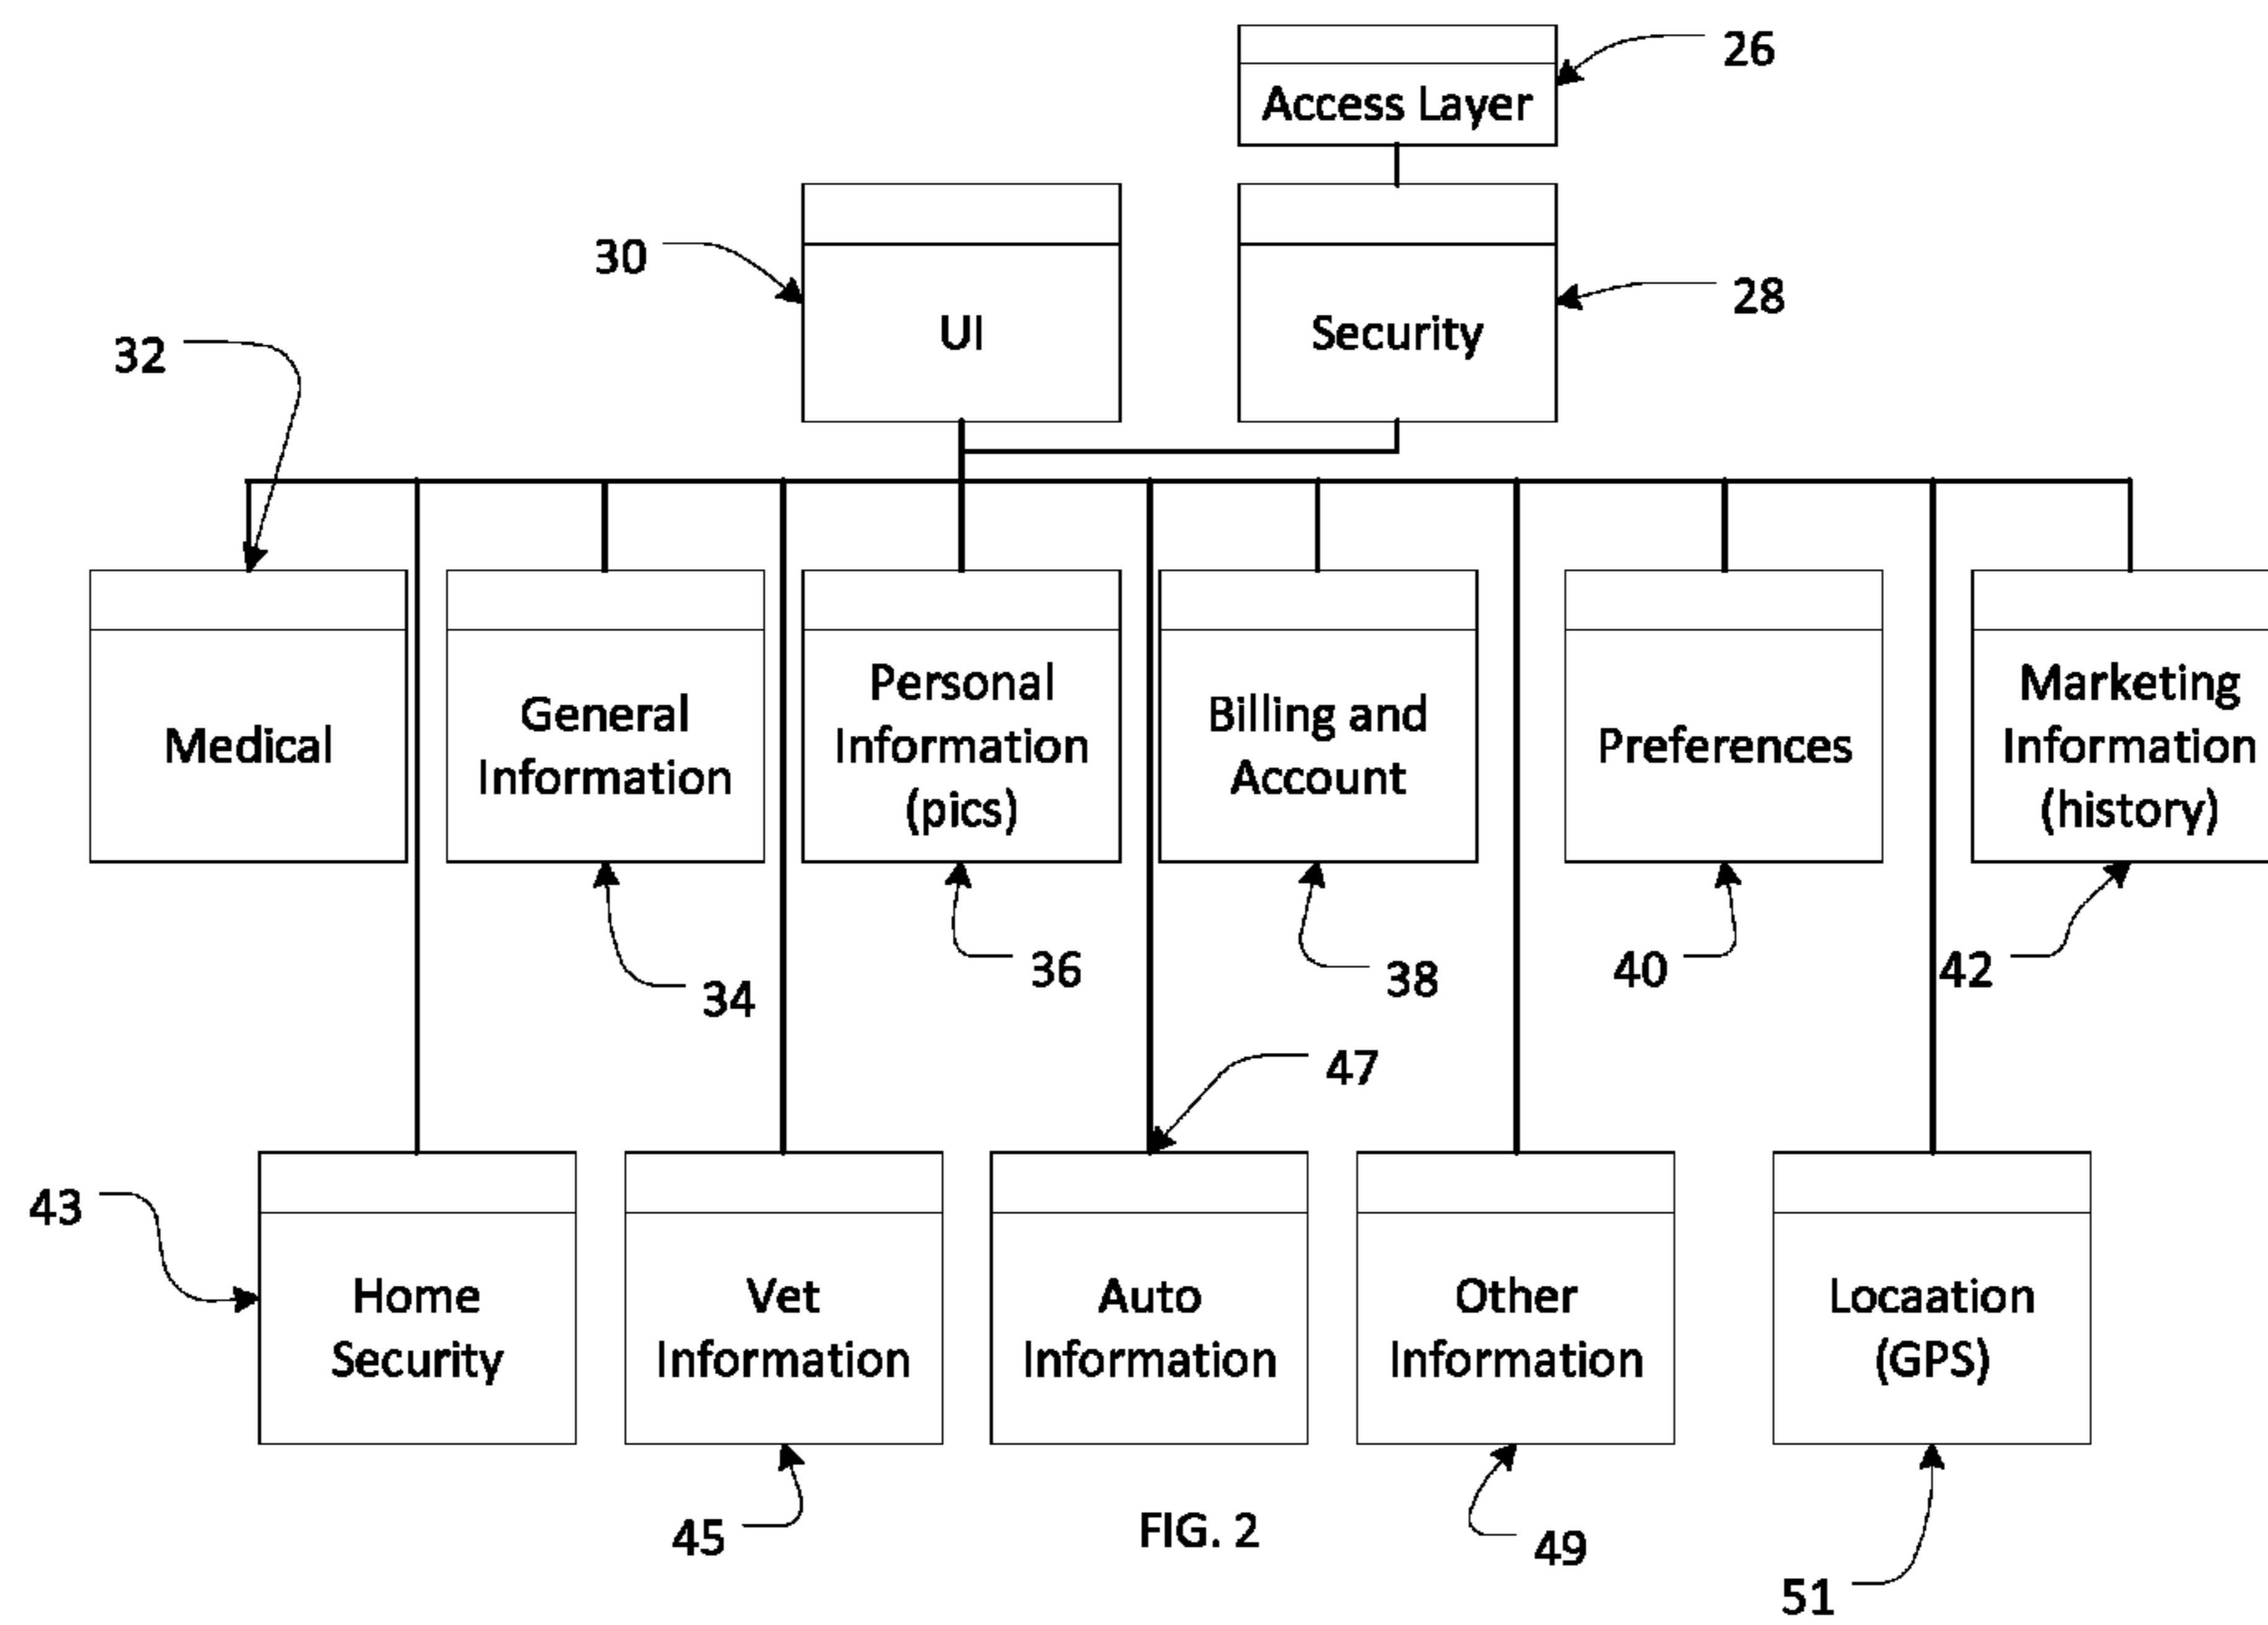 26
Access Layer
30
UI
Security
28
32
Medical
General
Information
Personal
Information
(pics)
Billing and
Account
Preferences
Marketing
Information
(history)
34
36
38
40
42
47
43
Home
Security
Vet
Information
Auto
Information
Other
Information
Locaation
(GPS)
45
FIG. 2
49
51